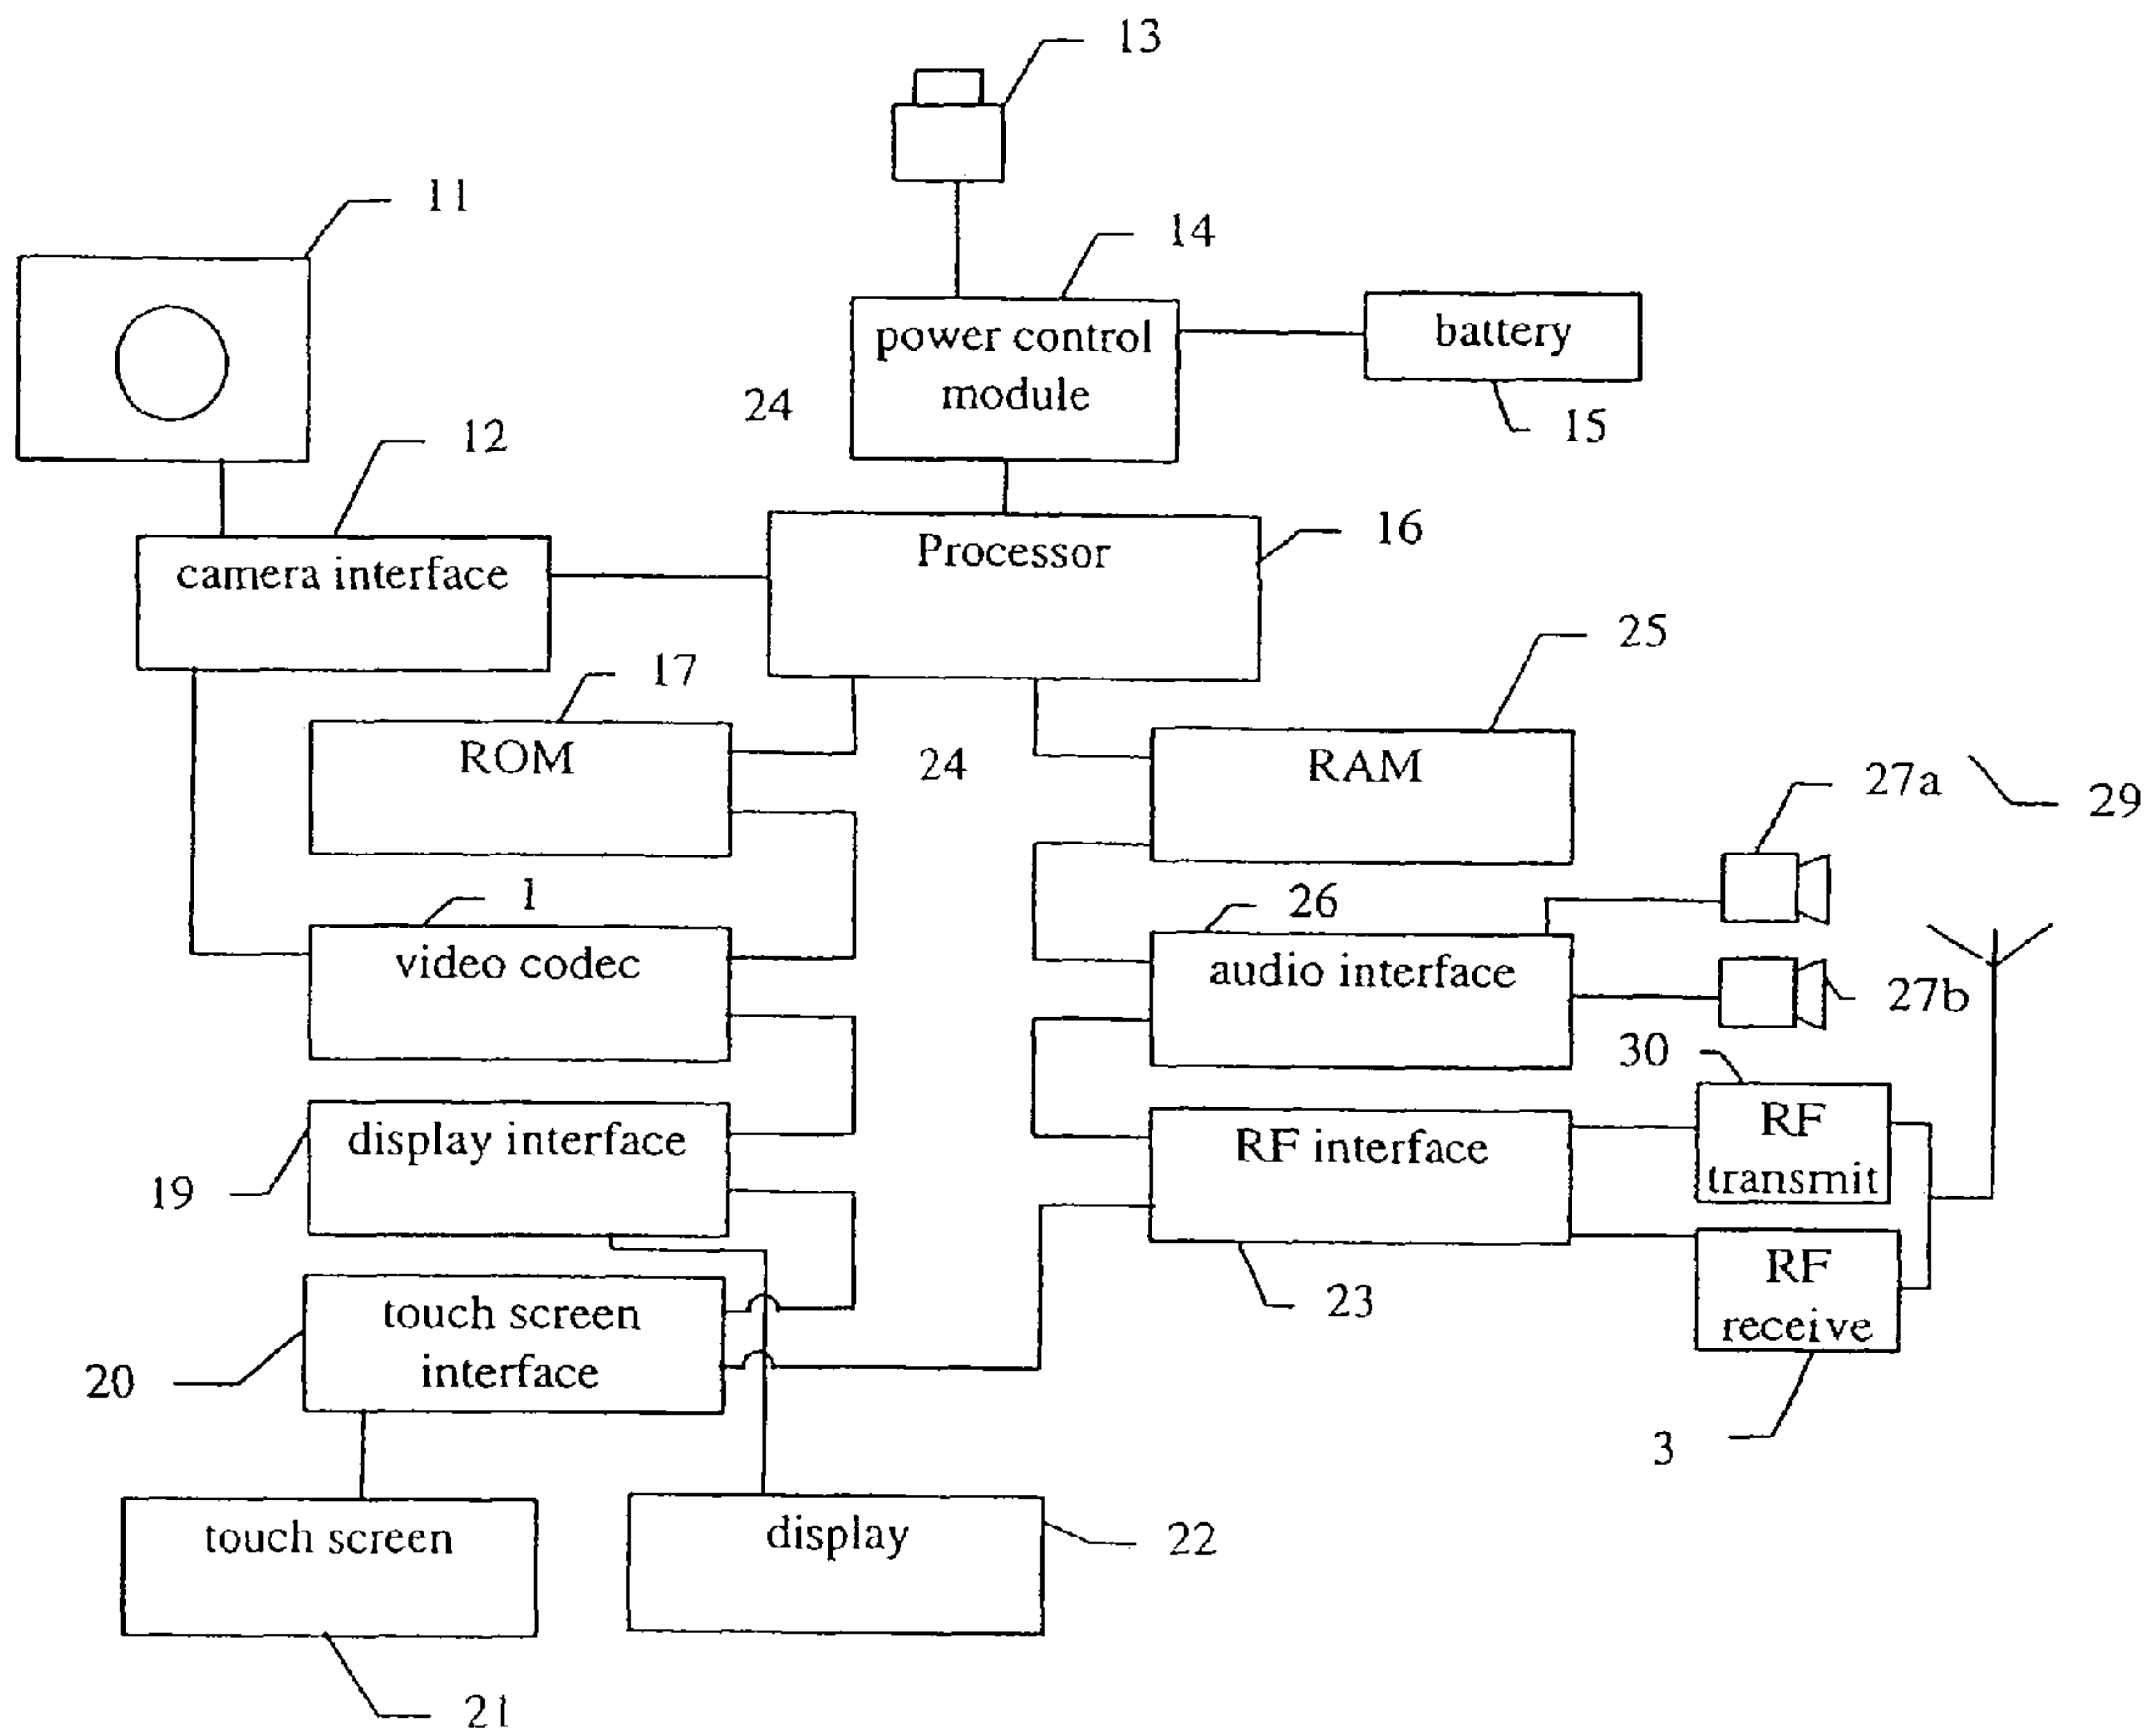 13
11
14
power control
module
battery
24
15
12
16
Processor
camera interface
25
17
ROM
24
RAM
27a
29
1
26
video codec
audio interface
27b
30
display interface
RF interface
RF
transmit
19
RF
receive
23
touch screen
interface
20
3
touch screen
display
22
21